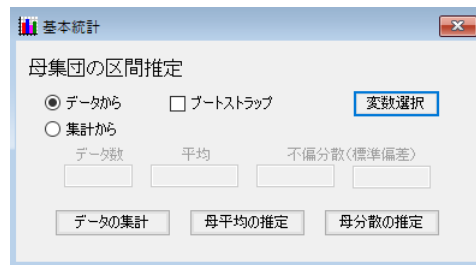 基本統計
母集団の区間推定
データから ブートストラップ 変数選択
集計から
データ数 平均 不偏分散(標準偏差)
データの集計 母平均の推定 母分散の推定